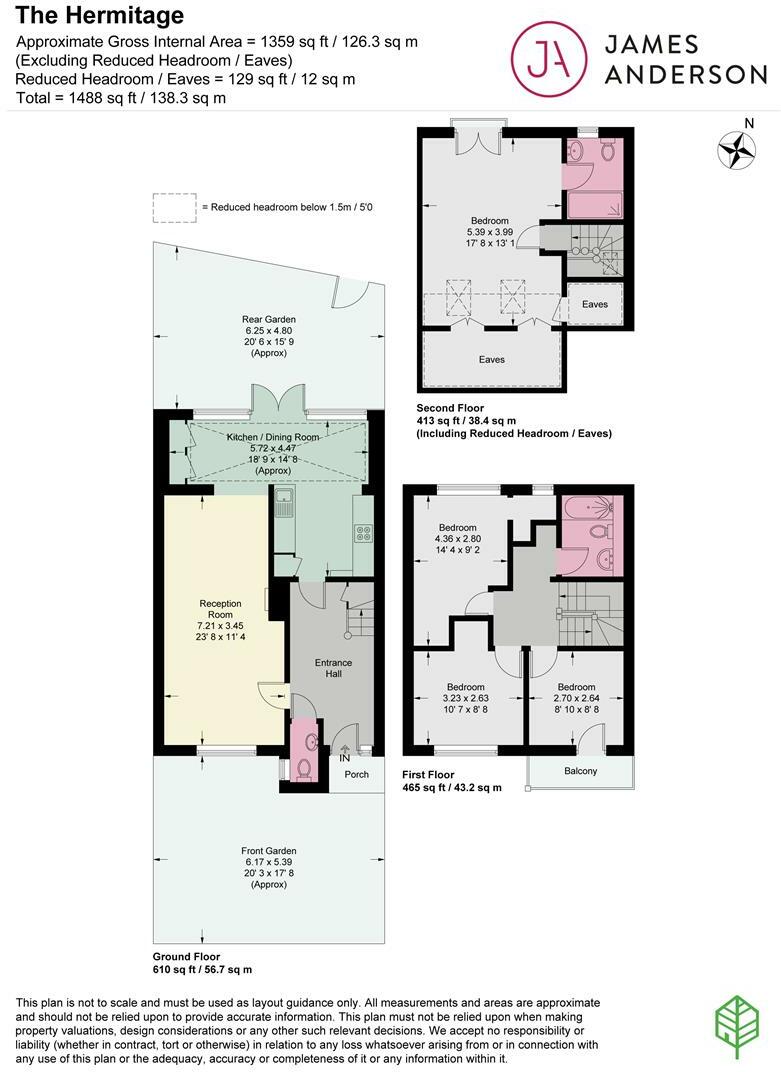 The Hermitage
Approximate Gross Internal Area = 1359 sq ft / 126.3 sq m
(Excluding Reduced Headroom / Eaves)
Reduced Headroom / Eaves = 129 sq ft / 12 sq m
Total = 1488 sq ft / 138.3 sq m
JA
JAMES
ANDERSON
N
= Reduced headroom below 1.5m / 5'0
Bedroom
5.39 x 3.99
17' 8 x 13' 1
Eaves
Eaves
Second Floor
413 sq ft / 38.4 sq m
(Including Reduced Headroom / Eaves)
Rear Garden
6.25 x 4.80
20' 6 x 15' 9
(Approx)
Kitchen / Dining Room
5.72 x 4.47
18' 9 x 14' 8
(Approx)
Reception
Room
7.21 x 3.45
23' 8 x 11' 4
Entrance
Hall
IN
Porch
Front Garden
6.17 x 5.39
20' 3 x 17' 8
(Approx)
Ground Floor
610 sq ft / 56.7 sq m
Bedroom
4.36 x 2.80
14' 4 x 9' 2
Bedroom
3.23 x 2.63
10' 7 x 8' 8
Bedroom
2.70 x 2.64
8' 10 x 8' 8
Balcony
First Floor
465 sq ft / 43.2 sq m
This plan is not to scale and must be used as layout guidance only. All measurements and areas are approximate
and should not be relied upon to provide accurate information. This plan must not be relied upon when making
property valuations, design considerations or any other such relevant decisions. We accept no responsibility or
liability (whether in contract, tort or otherwise) in relation to any loss whatsoever arising from or in connection with
any use of this plan or the adequacy, accuracy or completeness of it or any information within it.